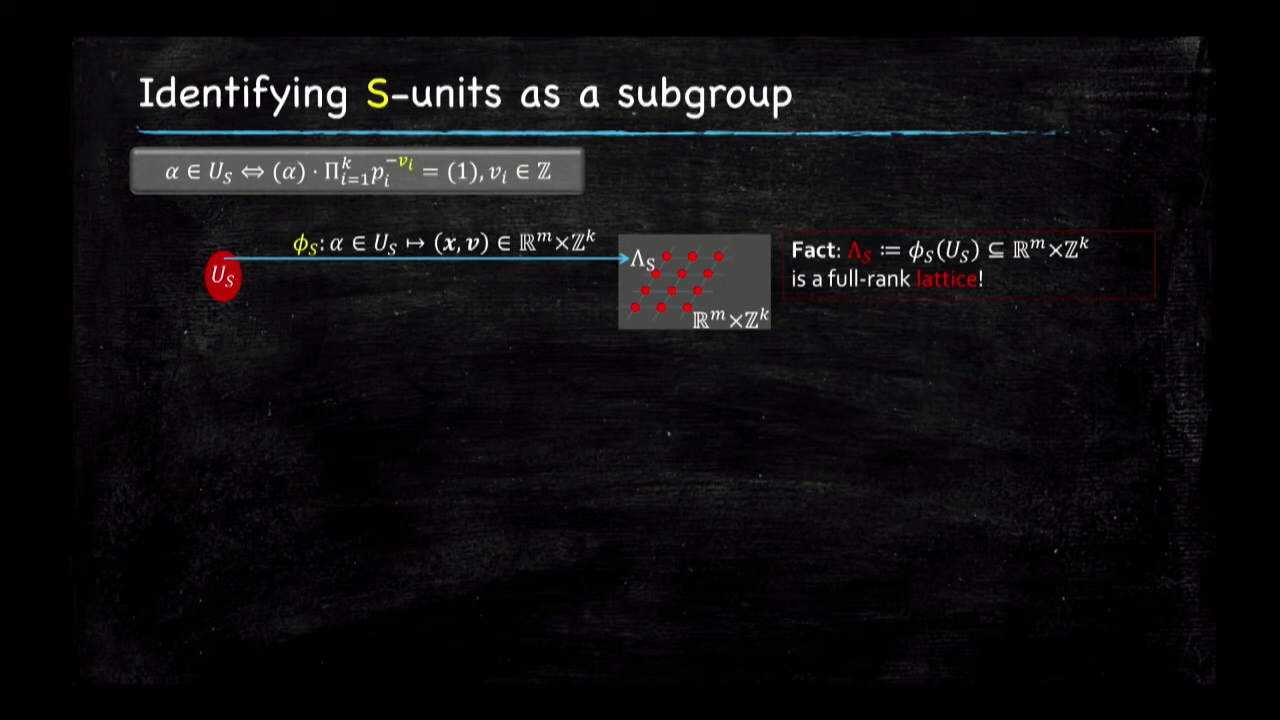 Identifying S-units as a subgroup
α ∈ U_S ⇔ (α) · Π_{i=1}^{k} p_i^{-v_i} = (1), v_i ∈ ℤ
ϕ_S: α ∈ U_S ↦ (x, v) ∈ ℝ^m×ℤ^k
U_S
Λ_S
ℝ^m×ℤ^k
Fact: Λ_S ≔ ϕ_S(U_S) ⊆ ℝ^m×ℤ^k
is a full-rank lattice!